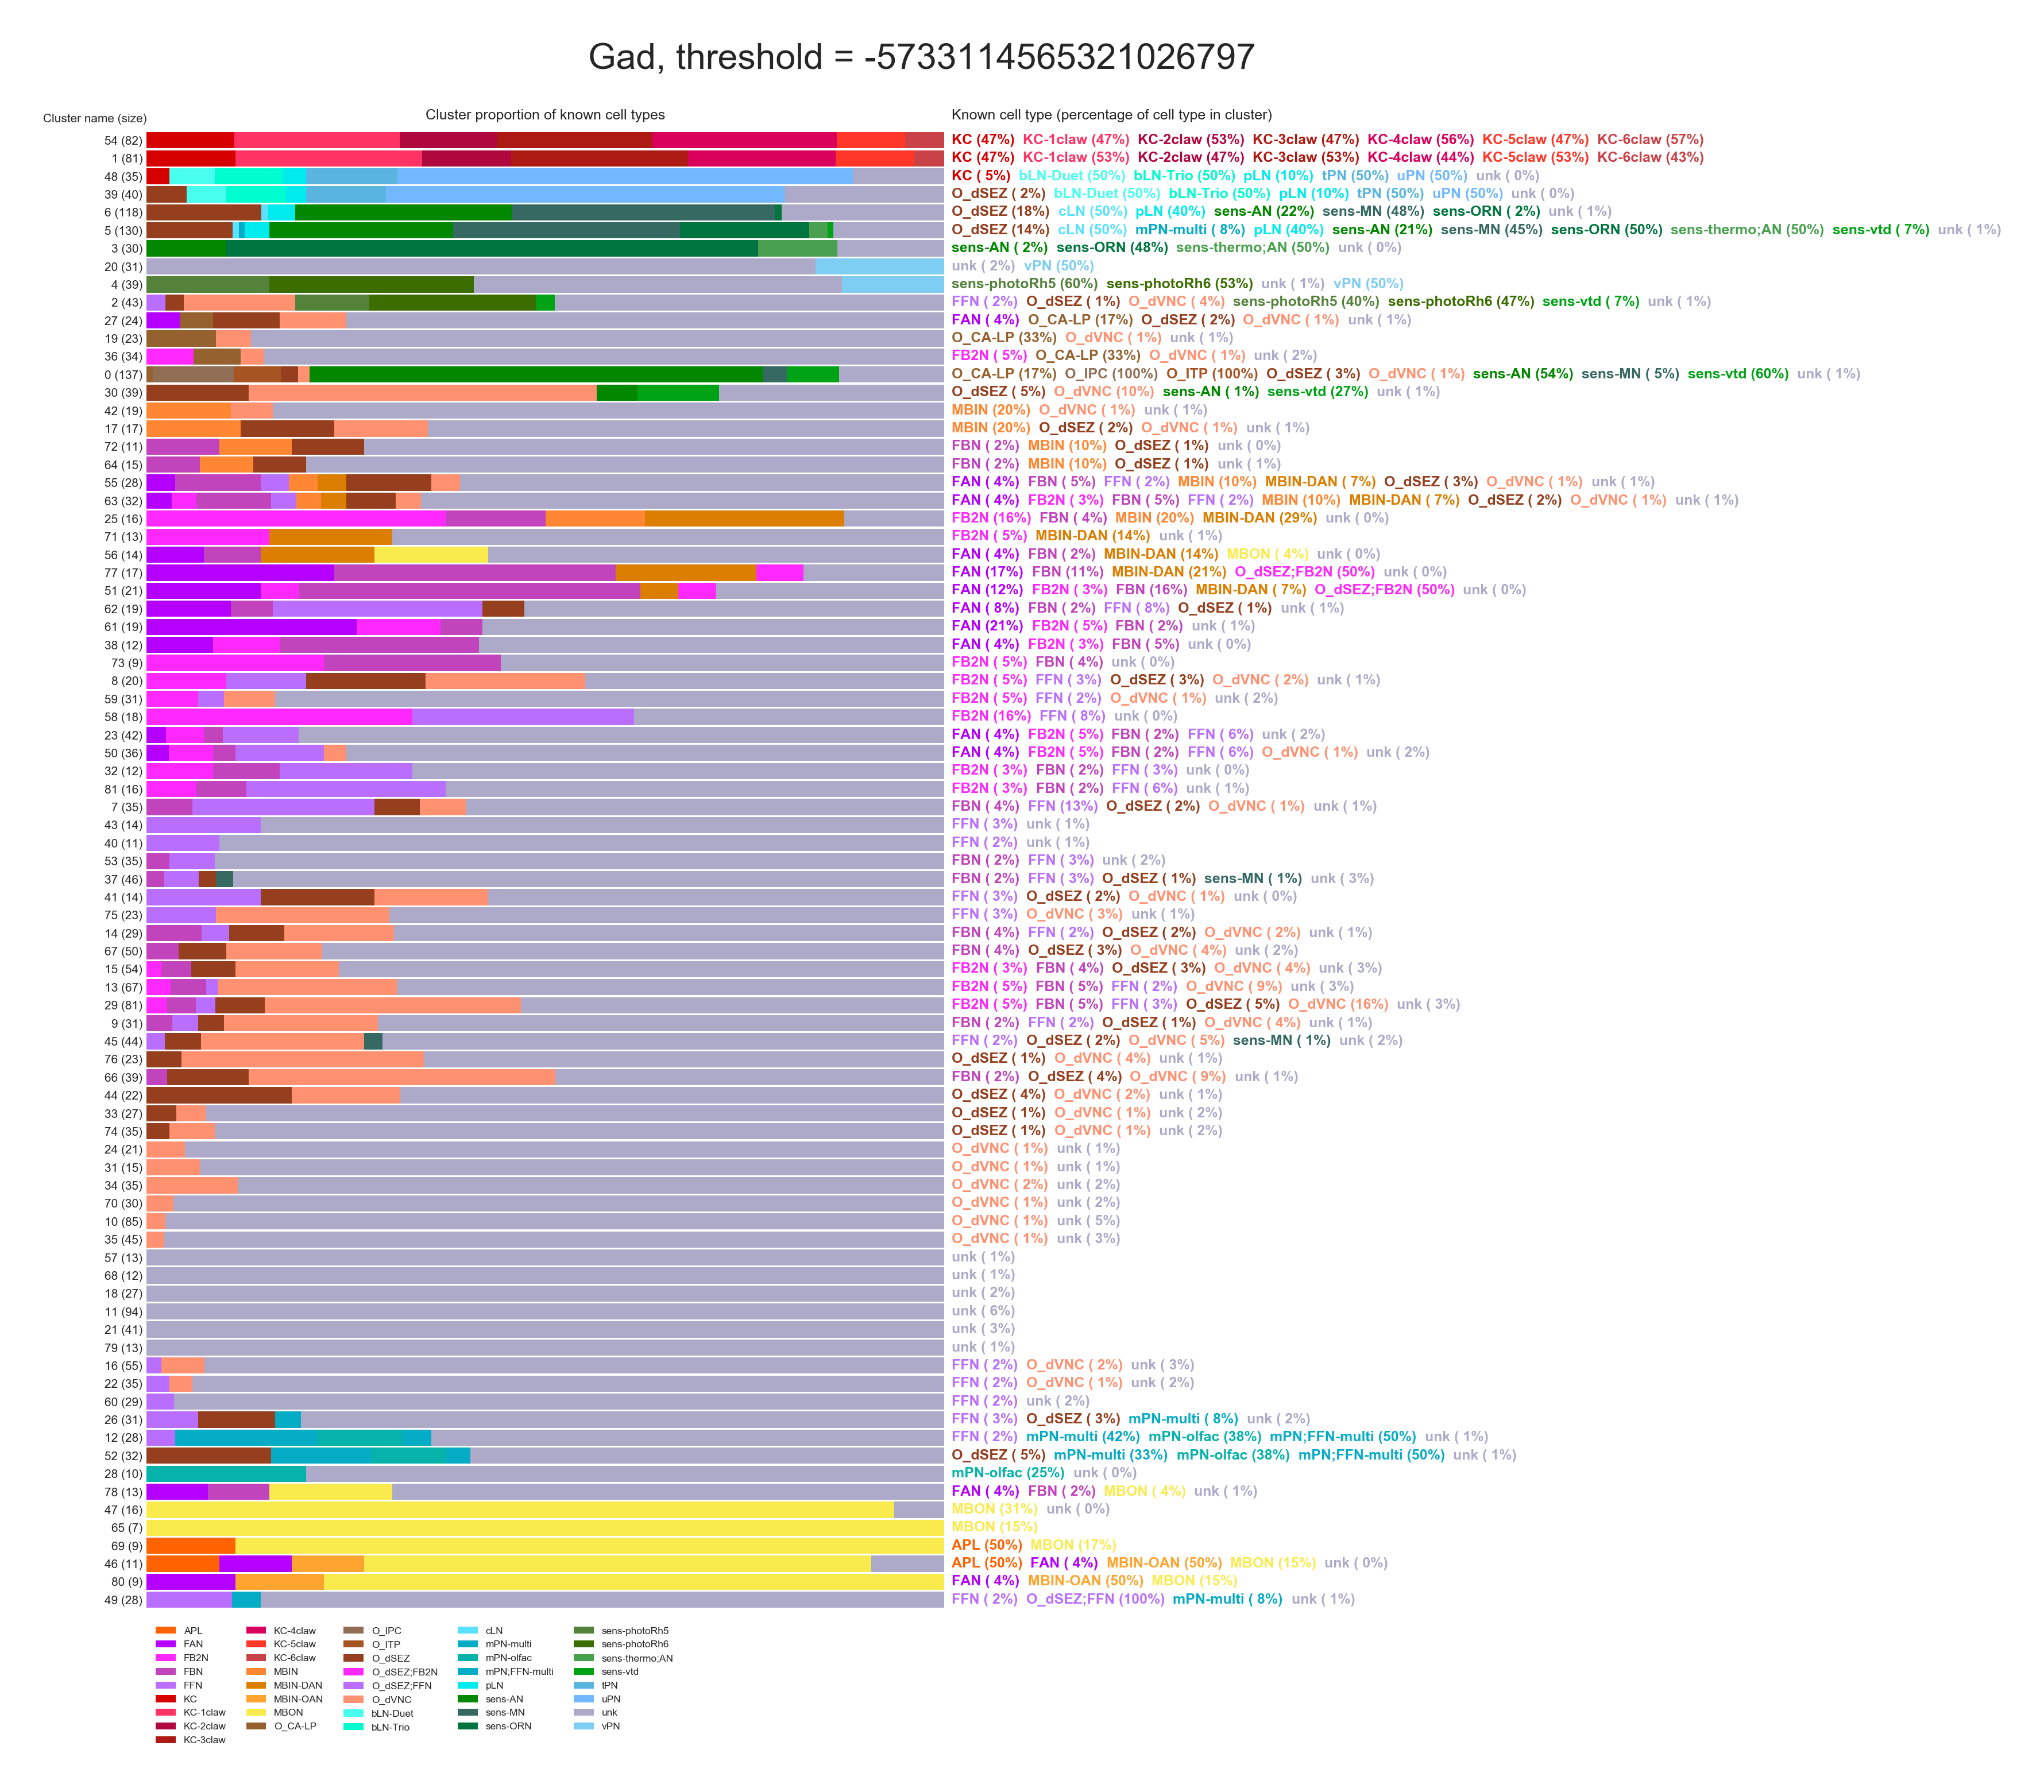 Gad, threshold = -5733114565321026797
Cluster name (size) Cluster proportion of known cell types Known cell type (percentage of cell type in cluster)
54 (82) KC (47%) KC-1claw (47%) KC-2claw (53%) KC-3claw (47%) KC-4claw (56%) KC-5claw (47%) KC-6claw (57%)
1 (81) KC (47%) KC-1claw (53%) KC-2claw (47%) KC-3claw (53%) KC-4claw (44%) KC-5claw (53%) KC-6claw (43%)
48 (35) KC ( 5%) bLN-Duet (50%) bLN-Trio (50%) pLN (10%) tPN (50%) uPN (50%) unk ( 0%)
39 (40) O_dSEZ ( 2%) bLN-Duet (50%) bLN-Trio (50%) pLN (10%) tPN (50%) uPN (50%) unk ( 0%)
6 (118) O_dSEZ (18%) cLN (50%) pLN (40%) sens-AN (22%) sens-MN (48%) sens-ORN ( 2%) unk ( 1%)
5 (130) O_dSEZ (14%) cLN (50%) mPN-multi ( 8%) pLN (40%) sens-AN (21%) sens-MN (45%) sens-ORN (50%) sens-thermo;AN (50%) sens-vtd ( 7%) unk ( 1%)
3 (30) sens-AN ( 2%) sens-ORN (48%) sens-thermo;AN (50%) unk ( 0%)
20 (31) unk ( 2%) vPN (50%)
4 (39) sens-photoRh5 (60%) sens-photoRh6 (53%) unk ( 1%) vPN (50%)
2 (43) FFN ( 2%) O_dSEZ ( 1%) O_dVNC ( 4%) sens-photoRh5 (40%) sens-photoRh6 (47%) sens-vtd ( 7%) unk ( 1%)
27 (24) FAN ( 4%) O_CA-LP (17%) O_dSEZ ( 2%) O_dVNC ( 1%) unk ( 1%)
19 (23) O_CA-LP (33%) O_dVNC ( 1%) unk ( 1%)
36 (34) FB2N ( 5%) O_CA-LP (33%) O_dVNC ( 1%) unk ( 2%)
0 (137) O_CA-LP (17%) O_IPC (100%) O_ITP (100%) O_dSEZ ( 3%) O_dVNC ( 1%) sens-AN (54%) sens-MN ( 5%) sens-vtd (60%) unk ( 1%)
30 (39) O_dSEZ ( 5%) O_dVNC (10%) sens-AN ( 1%) sens-vtd (27%) unk ( 1%)
42 (19) MBIN (20%) O_dVNC ( 1%) unk ( 1%)
17 (17) MBIN (20%) O_dSEZ ( 2%) O_dVNC ( 1%) unk ( 1%)
72 (11) FBN ( 2%) MBIN (10%) O_dSEZ ( 1%) unk ( 0%)
64 (15) FBN ( 2%) MBIN (10%) O_dSEZ ( 1%) unk ( 1%)
55 (28) FAN ( 4%) FBN ( 5%) FFN ( 2%) MBIN (10%) MBIN-DAN ( 7%) O_dSEZ ( 3%) O_dVNC ( 1%) unk ( 1%)
63 (32) FAN ( 4%) FB2N ( 3%) FBN ( 5%) FFN ( 2%) MBIN (10%) MBIN-DAN ( 7%) O_dSEZ ( 2%) O_dVNC ( 1%) unk ( 1%)
25 (16) FB2N (16%) FBN ( 4%) MBIN (20%) MBIN-DAN (29%) unk ( 0%)
71 (13) FB2N ( 5%) MBIN-DAN (14%) unk ( 1%)
56 (14) FAN ( 4%) FBN ( 2%) MBIN-DAN (14%) MBON ( 4%) unk ( 0%)
77 (17) FAN (17%) FBN (11%) MBIN-DAN (21%) O_dSEZ;FB2N (50%) unk ( 0%)
51 (21) FAN (12%) FB2N ( 3%) FBN (16%) MBIN-DAN ( 7%) O_dSEZ;FB2N (50%) unk ( 0%)
62 (19) FAN ( 8%) FBN ( 2%) FFN ( 8%) O_dSEZ ( 1%) unk ( 1%)
61 (19) FAN (21%) FB2N ( 5%) FBN ( 2%) unk ( 1%)
38 (12) FAN ( 4%) FB2N ( 3%) FBN ( 5%) unk ( 0%)
73 (9) FB2N ( 5%) FBN ( 4%) unk ( 0%)
8 (20) FB2N ( 5%) FFN ( 3%) O_dSEZ ( 3%) O_dVNC ( 2%) unk ( 1%)
59 (31) FB2N ( 5%) FFN ( 2%) O_dVNC ( 1%) unk ( 2%)
58 (18) FB2N (16%) FFN ( 8%) unk ( 0%)
23 (42) FAN ( 4%) FB2N ( 5%) FBN ( 2%) FFN ( 6%) unk ( 2%)
50 (36) FAN ( 4%) FB2N ( 5%) FBN ( 2%) FFN ( 6%) O_dVNC ( 1%) unk ( 2%)
32 (12) FB2N ( 3%) FBN ( 2%) FFN ( 3%) unk ( 0%)
81 (16) FB2N ( 3%) FBN ( 2%) FFN ( 6%) unk ( 1%)
7 (35) FBN ( 4%) FFN (13%) O_dSEZ ( 2%) O_dVNC ( 1%) unk ( 1%)
43 (14) FFN ( 3%) unk ( 1%)
40 (11) FFN ( 2%) unk ( 1%)
53 (35) FBN ( 2%) FFN ( 3%) unk ( 2%)
37 (46) FBN ( 2%) FFN ( 3%) O_dSEZ ( 1%) sens-MN ( 1%) unk ( 3%)
41 (14) FFN ( 3%) O_dSEZ ( 2%) O_dVNC ( 1%) unk ( 0%)
75 (23) FFN ( 3%) O_dVNC ( 3%) unk ( 1%)
14 (29) FBN ( 4%) FFN ( 2%) O_dSEZ ( 2%) O_dVNC ( 2%) unk ( 1%)
67 (50) FBN ( 4%) O_dSEZ ( 3%) O_dVNC ( 4%) unk ( 2%)
15 (54) FB2N ( 3%) FBN ( 4%) O_dSEZ ( 3%) O_dVNC ( 4%) unk ( 3%)
13 (67) FB2N ( 5%) FBN ( 5%) FFN ( 2%) O_dVNC ( 9%) unk ( 3%)
29 (81) FB2N ( 5%) FBN ( 5%) FFN ( 3%) O_dSEZ ( 5%) O_dVNC (16%) unk ( 3%)
9 (31) FBN ( 2%) FFN ( 2%) O_dSEZ ( 1%) O_dVNC ( 4%) unk ( 1%)
45 (44) FFN ( 2%) O_dSEZ ( 2%) O_dVNC ( 5%) sens-MN ( 1%) unk ( 2%)
76 (23) O_dSEZ ( 1%) O_dVNC ( 4%) unk ( 1%)
66 (39) FBN ( 2%) O_dSEZ ( 4%) O_dVNC ( 9%) unk ( 1%)
44 (22) O_dSEZ ( 4%) O_dVNC ( 2%) unk ( 1%)
33 (27) O_dSEZ ( 1%) O_dVNC ( 1%) unk ( 2%)
74 (35) O_dSEZ ( 1%) O_dVNC ( 1%) unk ( 2%)
24 (21) O_dVNC ( 1%) unk ( 1%)
31 (15) O_dVNC ( 1%) unk ( 1%)
34 (35) O_dVNC ( 2%) unk ( 2%)
70 (30) O_dVNC ( 1%) unk ( 2%)
10 (85) O_dVNC ( 1%) unk ( 5%)
35 (45) O_dVNC ( 1%) unk ( 3%)
57 (13) unk ( 1%)
68 (12) unk ( 1%)
18 (27) unk ( 2%)
11 (94) unk ( 6%)
21 (41) unk ( 3%)
79 (13) unk ( 1%)
16 (55) FFN ( 2%) O_dVNC ( 2%) unk ( 3%)
22 (35) FFN ( 2%) O_dVNC ( 1%) unk ( 2%)
60 (29) FFN ( 2%) unk ( 2%)
26 (31) FFN ( 3%) O_dSEZ ( 3%) mPN-multi ( 8%) unk ( 2%)
12 (28) FFN ( 2%) mPN-multi (42%) mPN-olfac (38%) mPN;FFN-multi (50%) unk ( 1%)
52 (32) O_dSEZ ( 5%) mPN-multi (33%) mPN-olfac (38%) mPN;FFN-multi (50%) unk ( 1%)
28 (10) mPN-olfac (25%) unk ( 0%)
78 (13) FAN ( 4%) FBN ( 2%) MBON ( 4%) unk ( 1%)
47 (16) MBON (31%) unk ( 0%)
65 (7) MBON (15%)
69 (9) APL (50%) MBON (17%)
46 (11) APL (50%) FAN ( 4%) MBIN-OAN (50%) MBON (15%) unk ( 0%)
80 (9) FAN ( 4%) MBIN-OAN (50%) MBON (15%)
49 (28) FFN ( 2%) O_dSEZ;FFN (100%) mPN-multi ( 8%) unk ( 1%)
APL KC-4claw O_IPC cLN sens-photoRh5
FAN KC-5claw O_ITP mPN-multi sens-photoRh6
FB2N KC-6claw O_dSEZ mPN-olfac sens-thermo;AN
FBN MBIN O_dSEZ;FB2N mPN;FFN-multi sens-vtd
FFN MBIN-DAN O_dSEZ;FFN pLN tPN
KC MBIN-OAN O_dVNC sens-AN uPN
KC-1claw MBON bLN-Duet sens-MN unk
KC-2claw O_CA-LP bLN-Trio sens-ORN vPN
KC-3claw